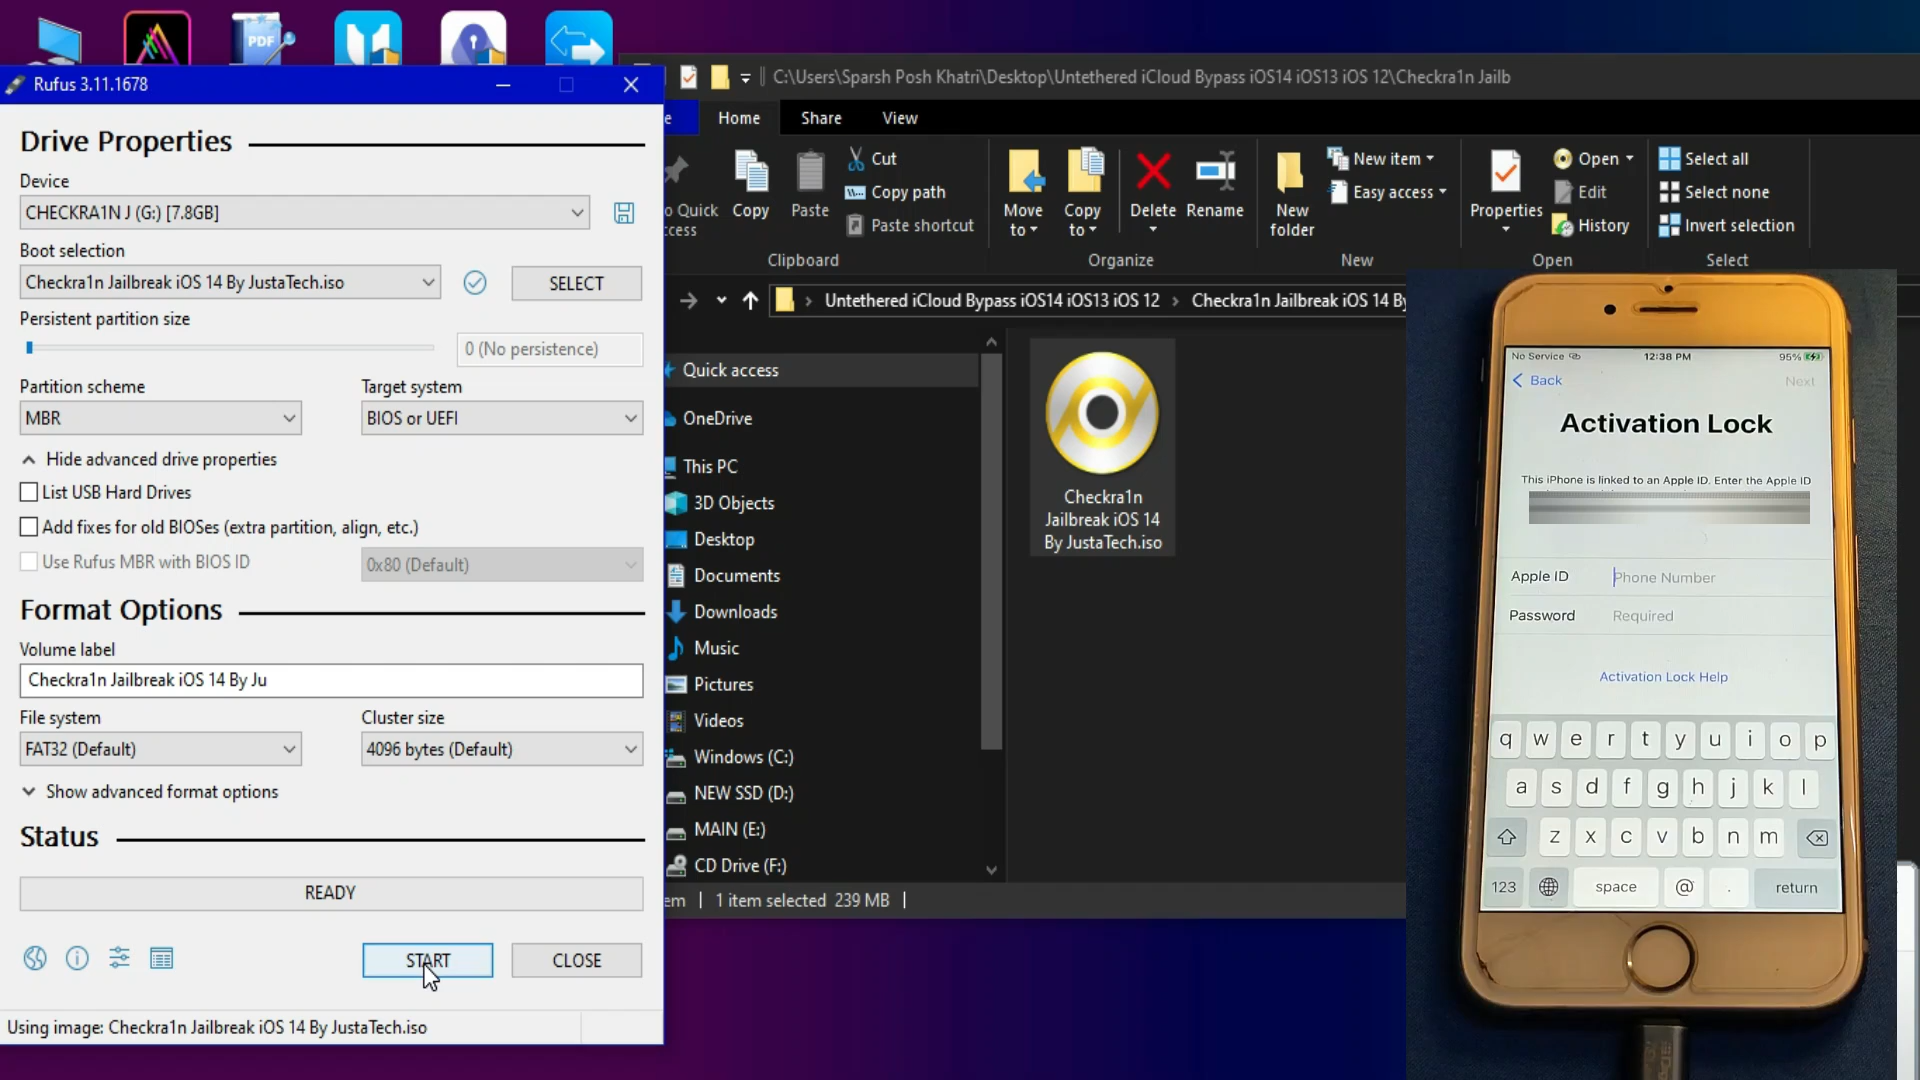 PDF
Rufus 3.11.1678
Drive Properties
Device
CHECKRA1N J (G:) [7.8GB]
Boot selection
Checkra1n Jailbreak iOS 14 By JustaTech.iso
SELECT
Persistent partition size
0 (No persistence)
Partition scheme
Target system
MBR
BIOS or UEFI
Hide advanced drive properties
List USB Hard Drives
Add fixes for old BIOSes (extra partition, align, etc.)
Use Rufus MBR with BIOS ID
0x80 (Default)
Format Options
Volume label
Checkra1n Jailbreak iOS 14 By Ju
File system
Cluster size
FAT32 (Default)
4096 bytes (Default)
Show advanced format options
Status
READY
START
CLOSE
Using image: Checkra1n Jailbreak iOS 14 By JustaTech.iso
C:\Users\Sparsh Posh Khatri\Desktop\Untethered iCloud Bypass iOS14 iOS13 iOS 12\Checkra1n Jailb
e
Home
Share
View
o Quick
cess
Copy
Paste
Cut
Copy path
Paste shortcut
Clipboard
Move
to
Copy
to
Delete
Rename
Organize
New
folder
New item
Easy access
New
Properties
Open
Edit
History
Open
Select all
Select none
Invert selection
Select
Untethered iCloud Bypass iOS14 iOS13 iOS 12 > Checkra1n Jailbreak iOS 14 By
Quick access
OneDrive
This PC
3D Objects
Desktop
Documents
Downloads
Music
Pictures
Videos
Windows (C:)
NEW SSD (D:)
MAIN (E:)
CD Drive (F:)
Checkra1n
Jailbreak iOS 14
By JustaTech.iso
em
1 item selected 239 MB
No Service
12:38 PM
95%
Back
Next
Activation Lock
This iPhone is linked to an Apple ID. Enter the Apple ID
Apple ID
Phone Number
Password
Required
Activation Lock Help
q w e r t y u i o p
a s d f g h j k l
z x c v b n m
123
space
@
.
return